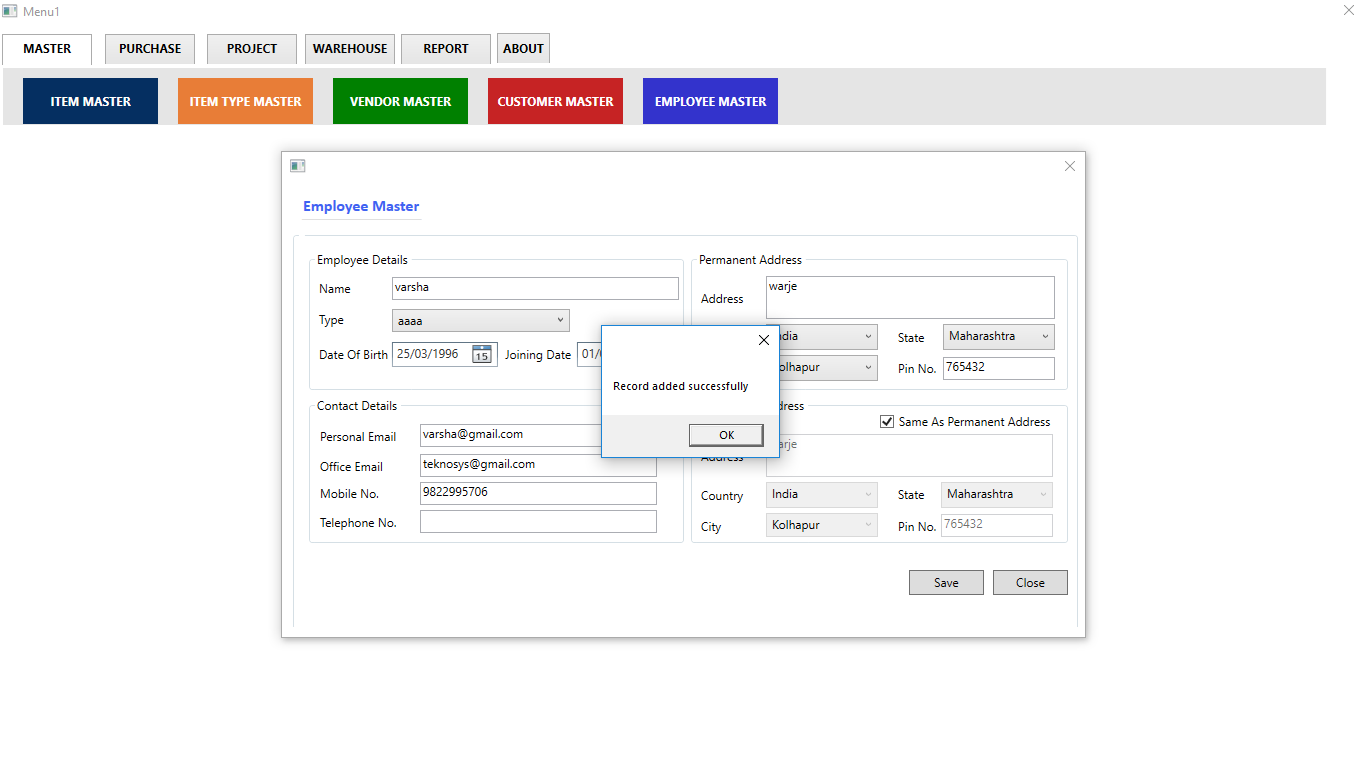 Menu1
MASTER PURCHASE PROJECT WAREHOUSE REPORT ABOUT
ITEM MASTER ITEM TYPE MASTER VENDOR MASTER CUSTOMER MASTER EMPLOYEE MASTER
Employee Master
Employee Details
Name varsha
Type aaaa
Date Of Birth 25/03/1996 15 Joining Date
Permanent Address
Address warje
State Maharashtra
Pin No. 765432
Record added successfully
OK
Contact Details
Personal Email varsha@gmail.com
Office Email teknosys@gmail.com
Mobile No. 9822995706
Telephone No.
Same As Permanent Address
Address
Country India State Maharashtra
City Kolhapur Pin No. 765432
Save Close